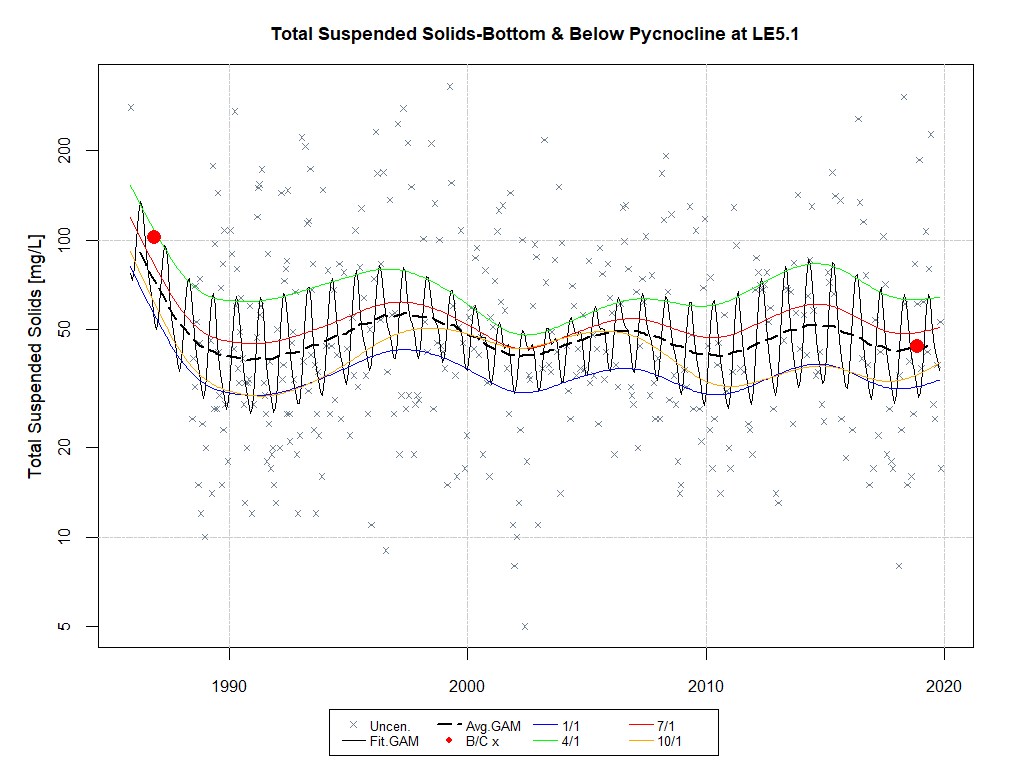 Total Suspended Solids-Bottom & Below Pycnocline at LE5.1
Total Suspended Solids [mg/L]
200
100
50
20
10
5
1990 2000 2010 2020
Uncen. Avg.GAM 1/1 7/1
Fit.GAM B/C x 4/1 10/1